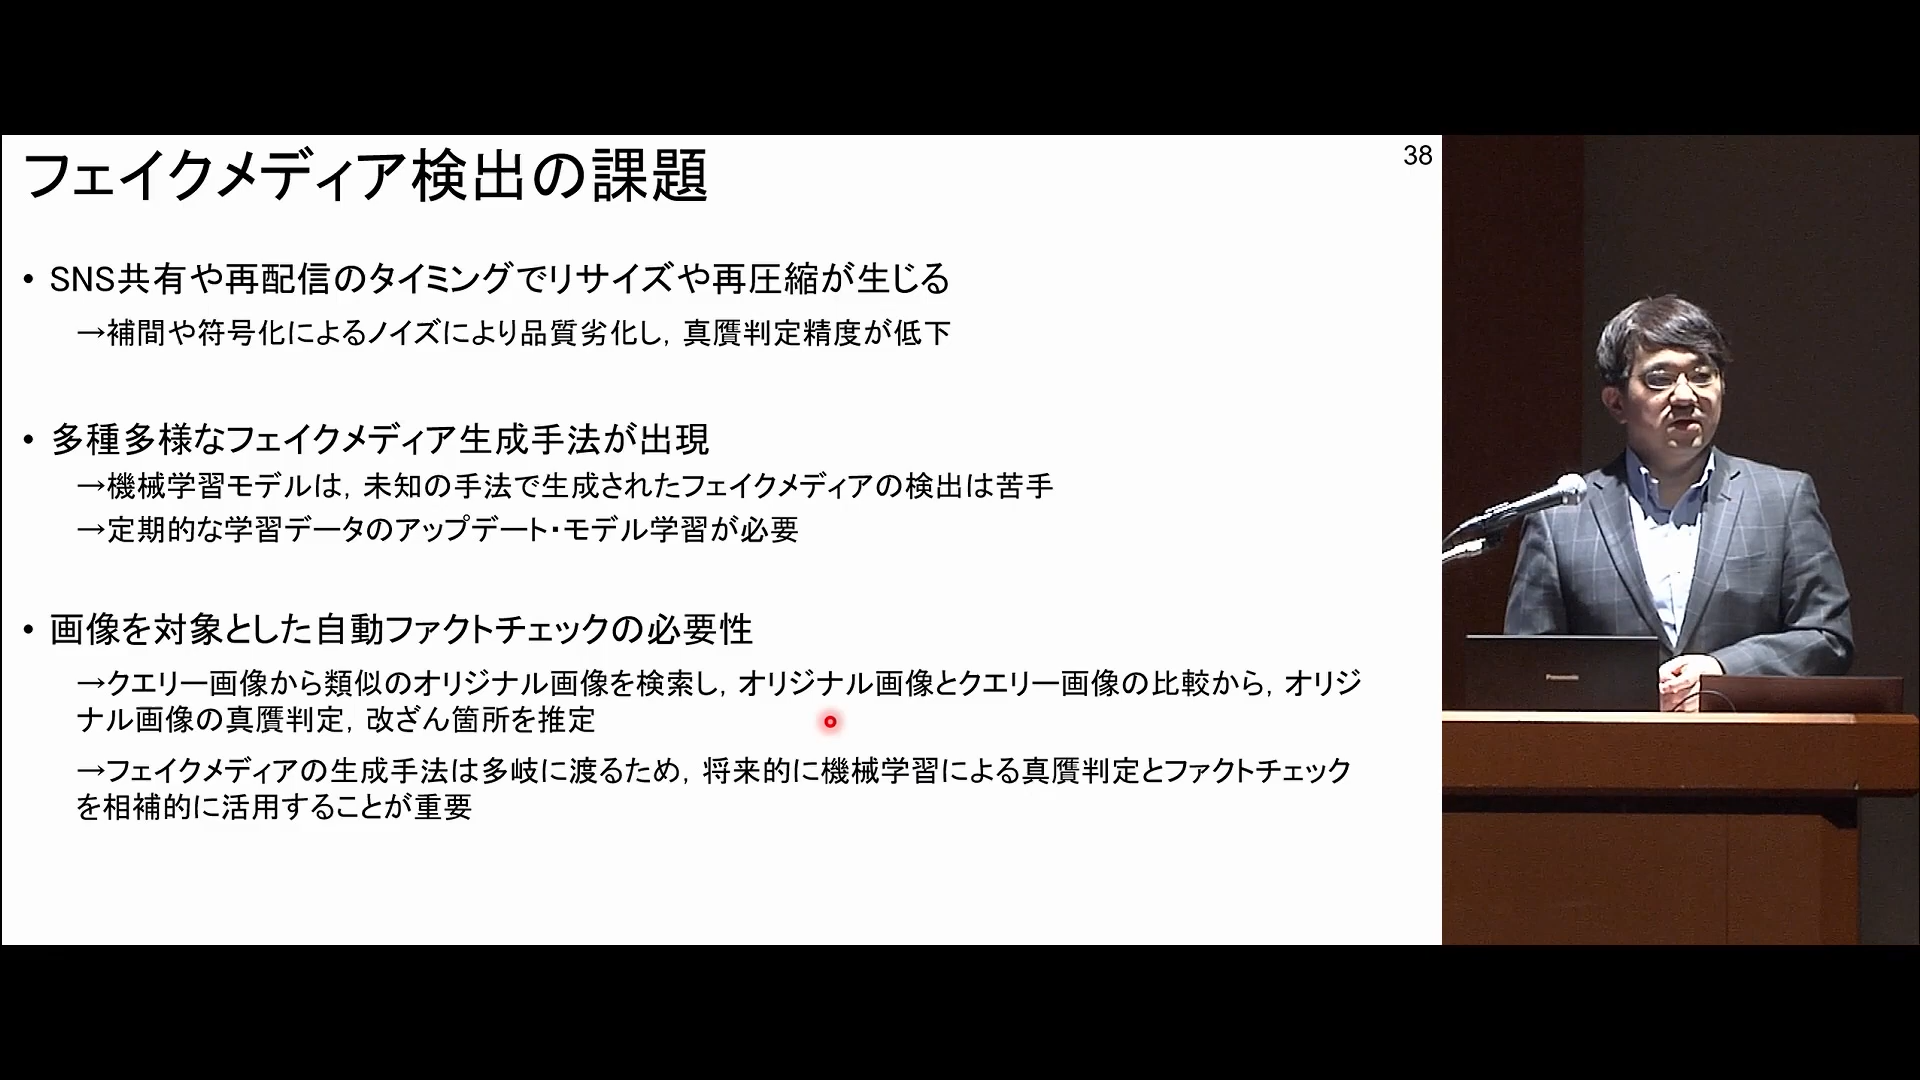 フェイクメディア検出の課題
38
• SNS共有や再配信のタイミングでリサイズや再圧縮が生じる
→補間や符号化によるノイズにより品質劣化し，真贋判定精度が低下
• 多種多様なフェイクメディア生成手法が出現
→機械学習モデルは，未知の手法で生成されたフェイクメディアの検出は苦手
→定期的な学習データのアップデート・モデル学習が必要
• 画像を対象とした自動ファクトチェックの必要性
→クエリー画像から類似のオリジナル画像を検索し，オリジナル画像とクエリー画像の比較から，オリジ
ナル画像の真贋判定，改ざん箇所を推定
→フェイクメディアの生成手法は多岐に渡るため，将来的に機械学習による真贋判定とファクトチェック
を相補的に活用することが重要
Panasonic